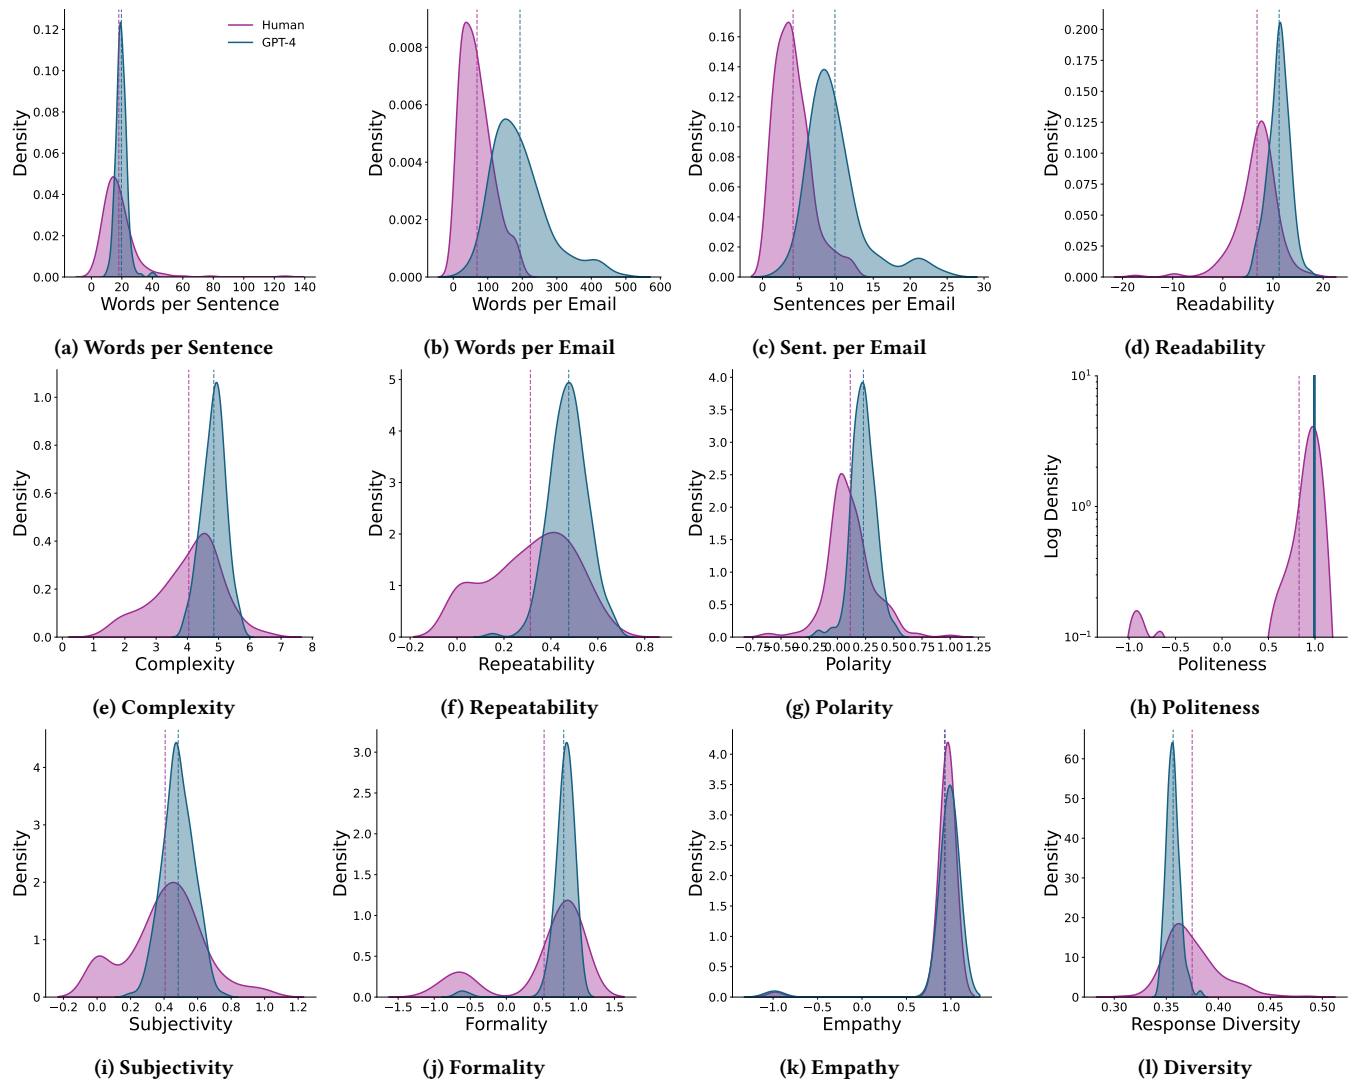 Human
GPT-4
0.12
0.10
0.08
0.06
0.04
0.02
0.00
Density
0 20 40 60 80 100 120 140
Words per Sentence
(a) Words per Sentence
0.008
0.006
0.004
0.002
0.000
Density
0 100 200 300 400 500 600
Words per Email
(b) Words per Email
0.16
0.14
0.12
0.10
0.08
0.06
0.04
0.02
0.00
Density
0 5 10 15 20 25 30
Sentences per Email
(c) Sent. per Email
0.200
0.175
0.150
0.125
0.100
0.075
0.050
0.025
0.000
Density
−20 −10 0 10 20
Readability
(d) Readability
1.0
0.8
0.6
0.4
0.2
0.0
Density
0 1 2 3 4 5 6 7 8
Complexity
(e) Complexity
5
4
3
2
1
0
Density
−0.2 0.0 0.2 0.4 0.6 0.8
Repeatability
(f) Repeatability
4.0
3.5
3.0
2.5
2.0
1.5
1.0
0.5
0.0
Density
−0.75−0.50−0.25 0.00 0.25 0.50 0.75 1.00 1.25
Polarity
(g) Polarity
10¹
10⁰
10⁻¹
Log Density
−1.0 −0.5 0.0 0.5 1.0
Politeness
(h) Politeness
4
3
2
1
0
Density
−0.2 0.0 0.2 0.4 0.6 0.8 1.0 1.2
Subjectivity
(i) Subjectivity
3.0
2.5
2.0
1.5
1.0
0.5
0.0
Density
−1.5 −1.0 −0.5 0.0 0.5 1.0 1.5
Formality
(j) Formality
4.0
3.5
3.0
2.5
2.0
1.5
1.0
0.5
0.0
Density
−1.0 −0.5 0.0 0.5 1.0
Empathy
(k) Empathy
60
50
40
30
20
10
0
Density
0.30 0.35 0.40 0.45 0.50
Response Diversity
(l) Diversity